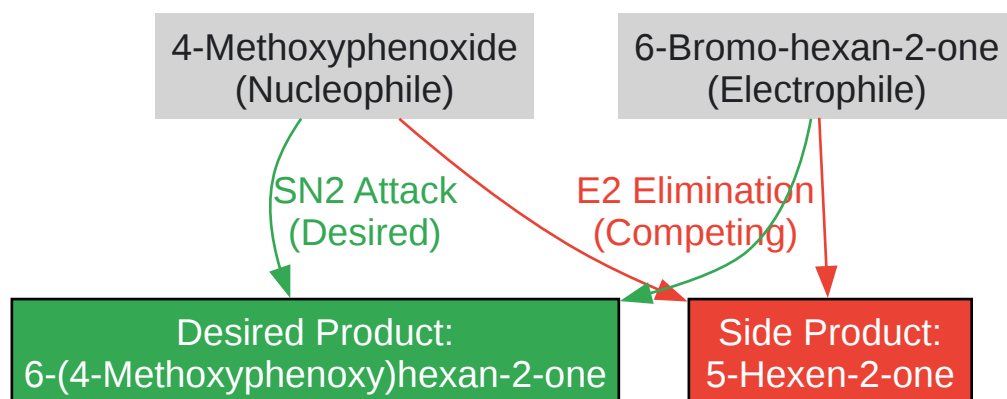 4-Methoxyphenoxide
(Nucleophile)
6-Bromo-hexan-2-one
(Electrophile)
SN2 Attack
(Desired)
E2 Elimination
(Competing)
Desired Product:
6-(4-Methoxyphenoxy)hexan-2-one
Side Product:
5-Hexen-2-one